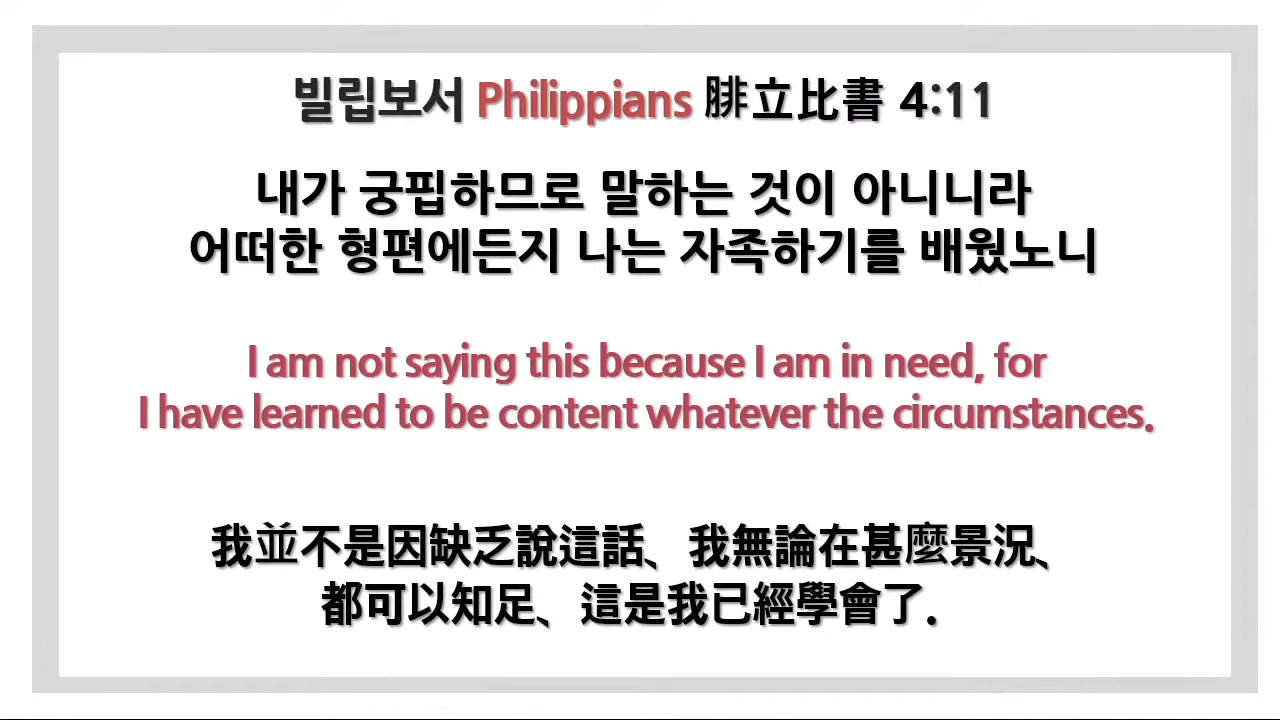 빌립보서 Philippians 腓立比書 4:11
내가 궁핍하므로 말하는 것이 아니니라
어떠한 형편에든지 나는 자족하기를 배웠노니
I am not saying this because I am in need, for
I have learned to be content whatever the circumstances.
我並不是因缺乏說這話、我無論在甚麼景況、
都可以知足、這是我已經學會了.